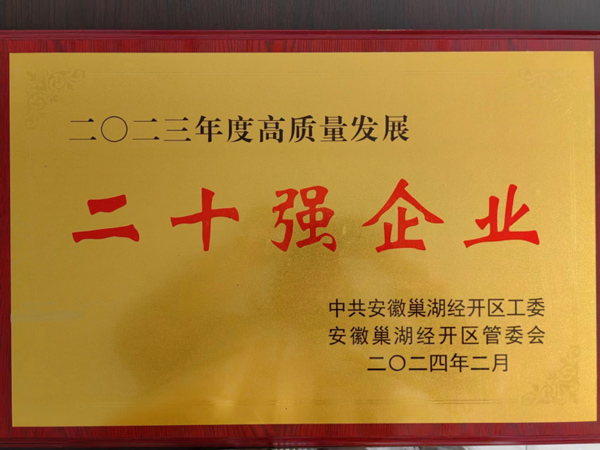 二〇二三年度高质量发展
二十强企业
中共安徽巢湖经开区工委
安徽巢湖经开区管委会
二〇二四年二月